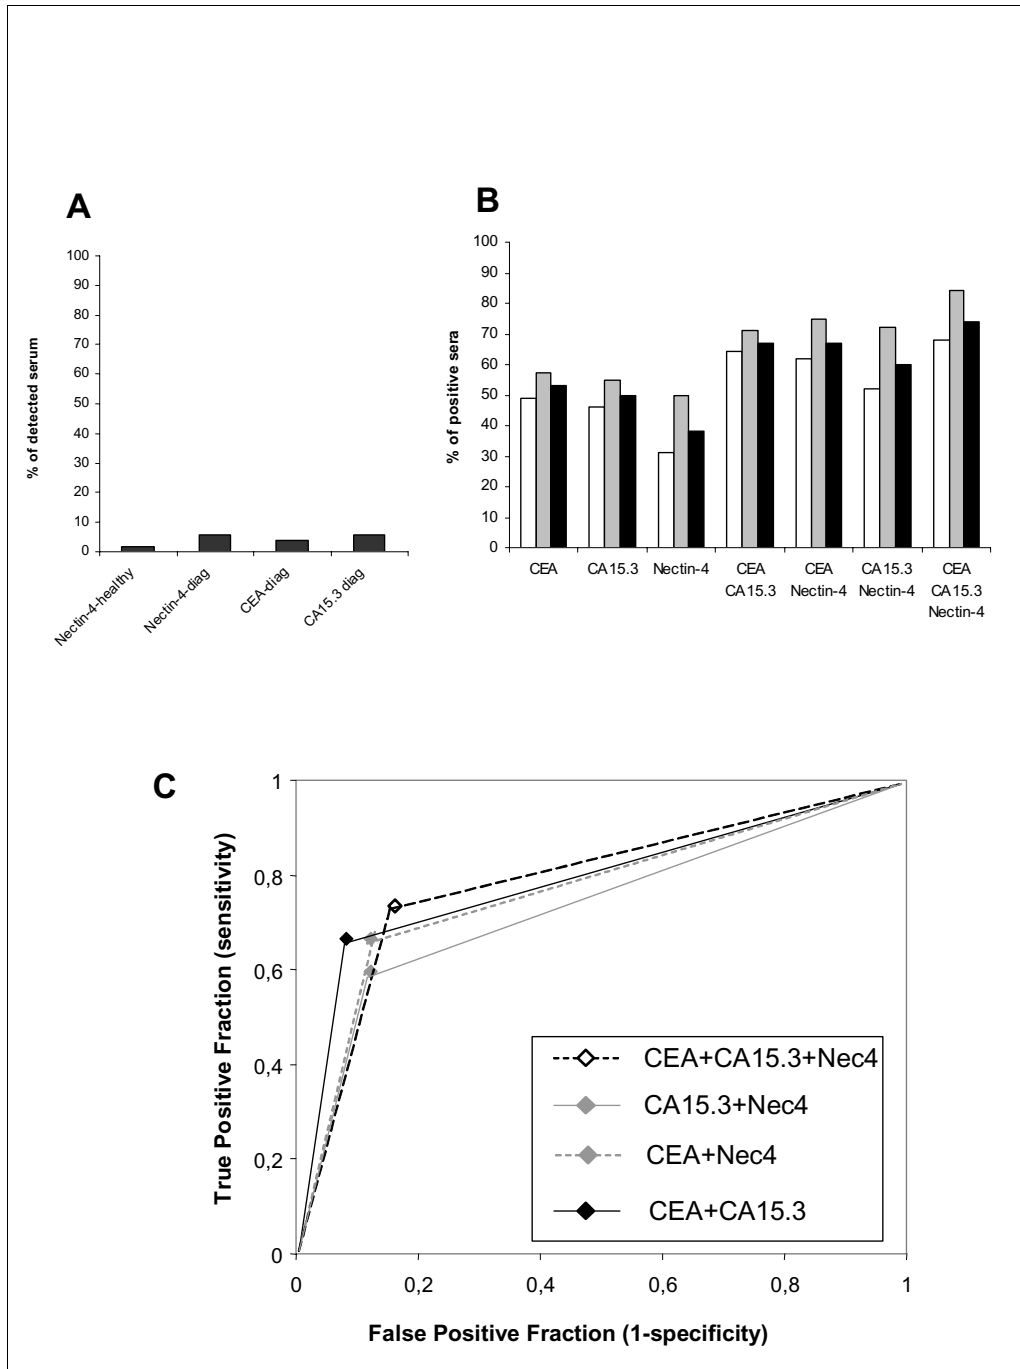 A
% of detected serum
100
90
80
70
60
50
40
30
20
10
0
Nectin-4-healthy
Nectin-4-diag
CEA-diag
CA15.3 diag
B
% of positive sera
100
90
80
70
60
50
40
30
20
10
0
CEA
CA15.3
Nectin-4
CEA
CA15.3
CEA
Nectin-4
CA15.3
Nectin-4
CEA
CA15.3
Nectin-4
C
True Positive Fraction (sensitivity)
1
0,8
0,6
0,4
0,2
0
0
0,2
0,4
0,6
0,8
1
False Positive Fraction (1-specificity)
CEA+CA15.3+Nec4
CA15.3+Nec4
CEA+Nec4
CEA+CA15.3